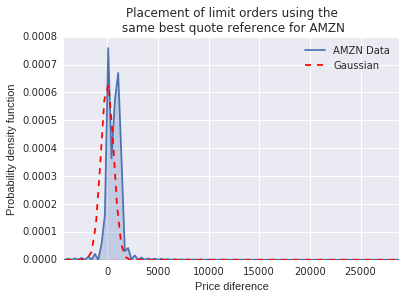 Placement of limit orders using the
same best quote reference for AMZN
0.0008
0.0007
0.0006
0.0005
0.0004
0.0003
0.0002
0.0001
0.0000
Probability density function
AMZN Data
Gaussian
0
5000
10000
15000
20000
25000
Price diference